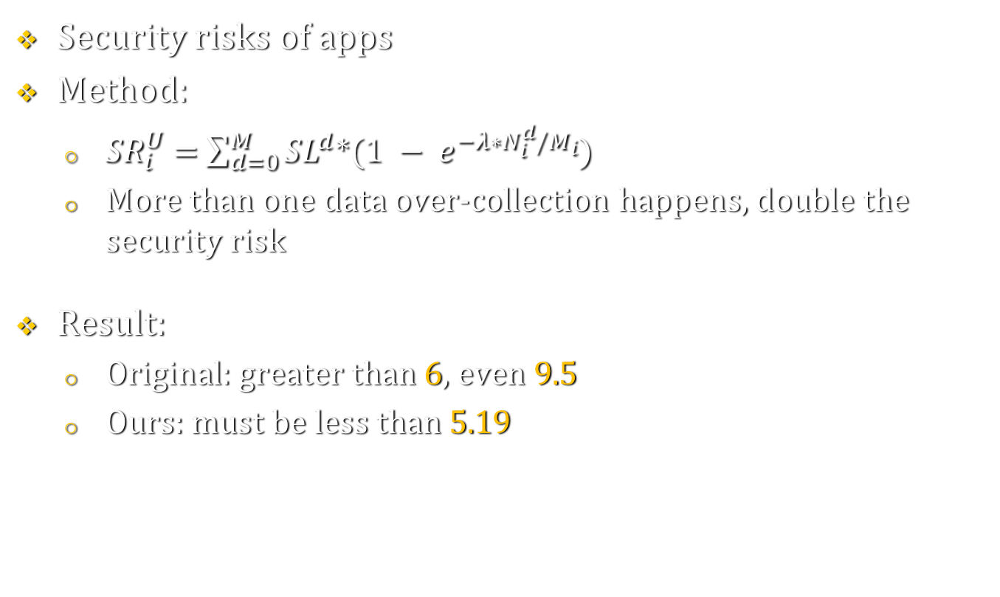 ❖ Security risks of apps
❖ Method:
○ $SR_i^U = \sum_{d=0}^{M} SL^d * (1 - e^{-\lambda * N_i^d / M_i})$
○ More than one data over-collection happens, double the
security risk
❖ Result:
○ Original: greater than 6, even 9.5
○ Ours: must be less than 5.19